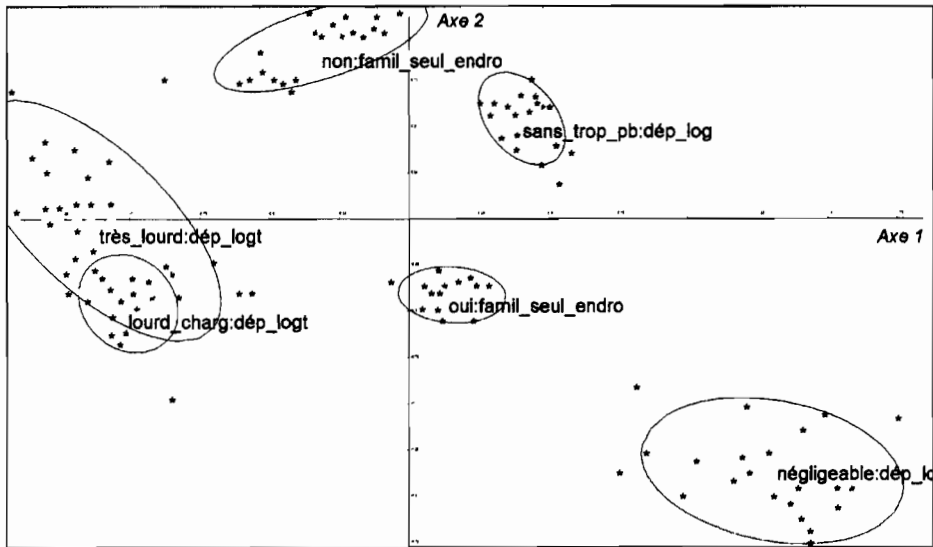 Axe 2
non:famil_seul_endro
sans_trop_pb:dép_log
Axe 1
très_lourd:dép_logt
oui:famil_seul_endro
lourd_charg:dép_logt
négligeable:dép_lo